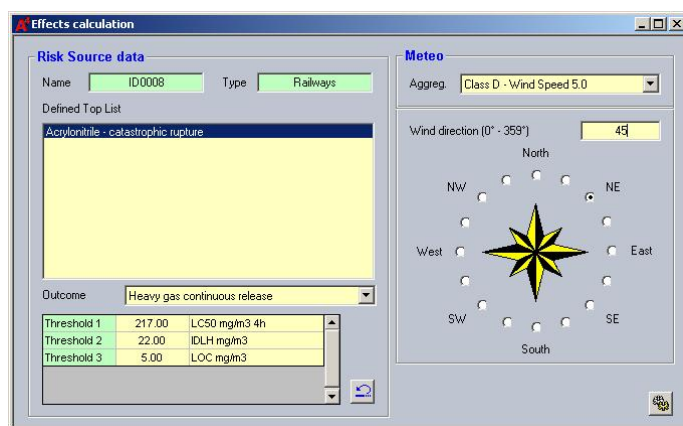 Effects calculation
Risk Source data
Name ID0008 Type Railways
Defined Top List
Acrylonitrile - catastrophic rupture
Outcome Heavy gas continuous release
Threshold 1 217.00 LC50 mg/m3 4h
Threshold 2 22.00 IDLH mg/m3
Threshold 3 5.00 LOC mg/m3
Meteo
Aggreg. Class D - Wind Speed 5.0
Wind direction (0° - 359°) 45
North
NW NE
West East
SW SE
South